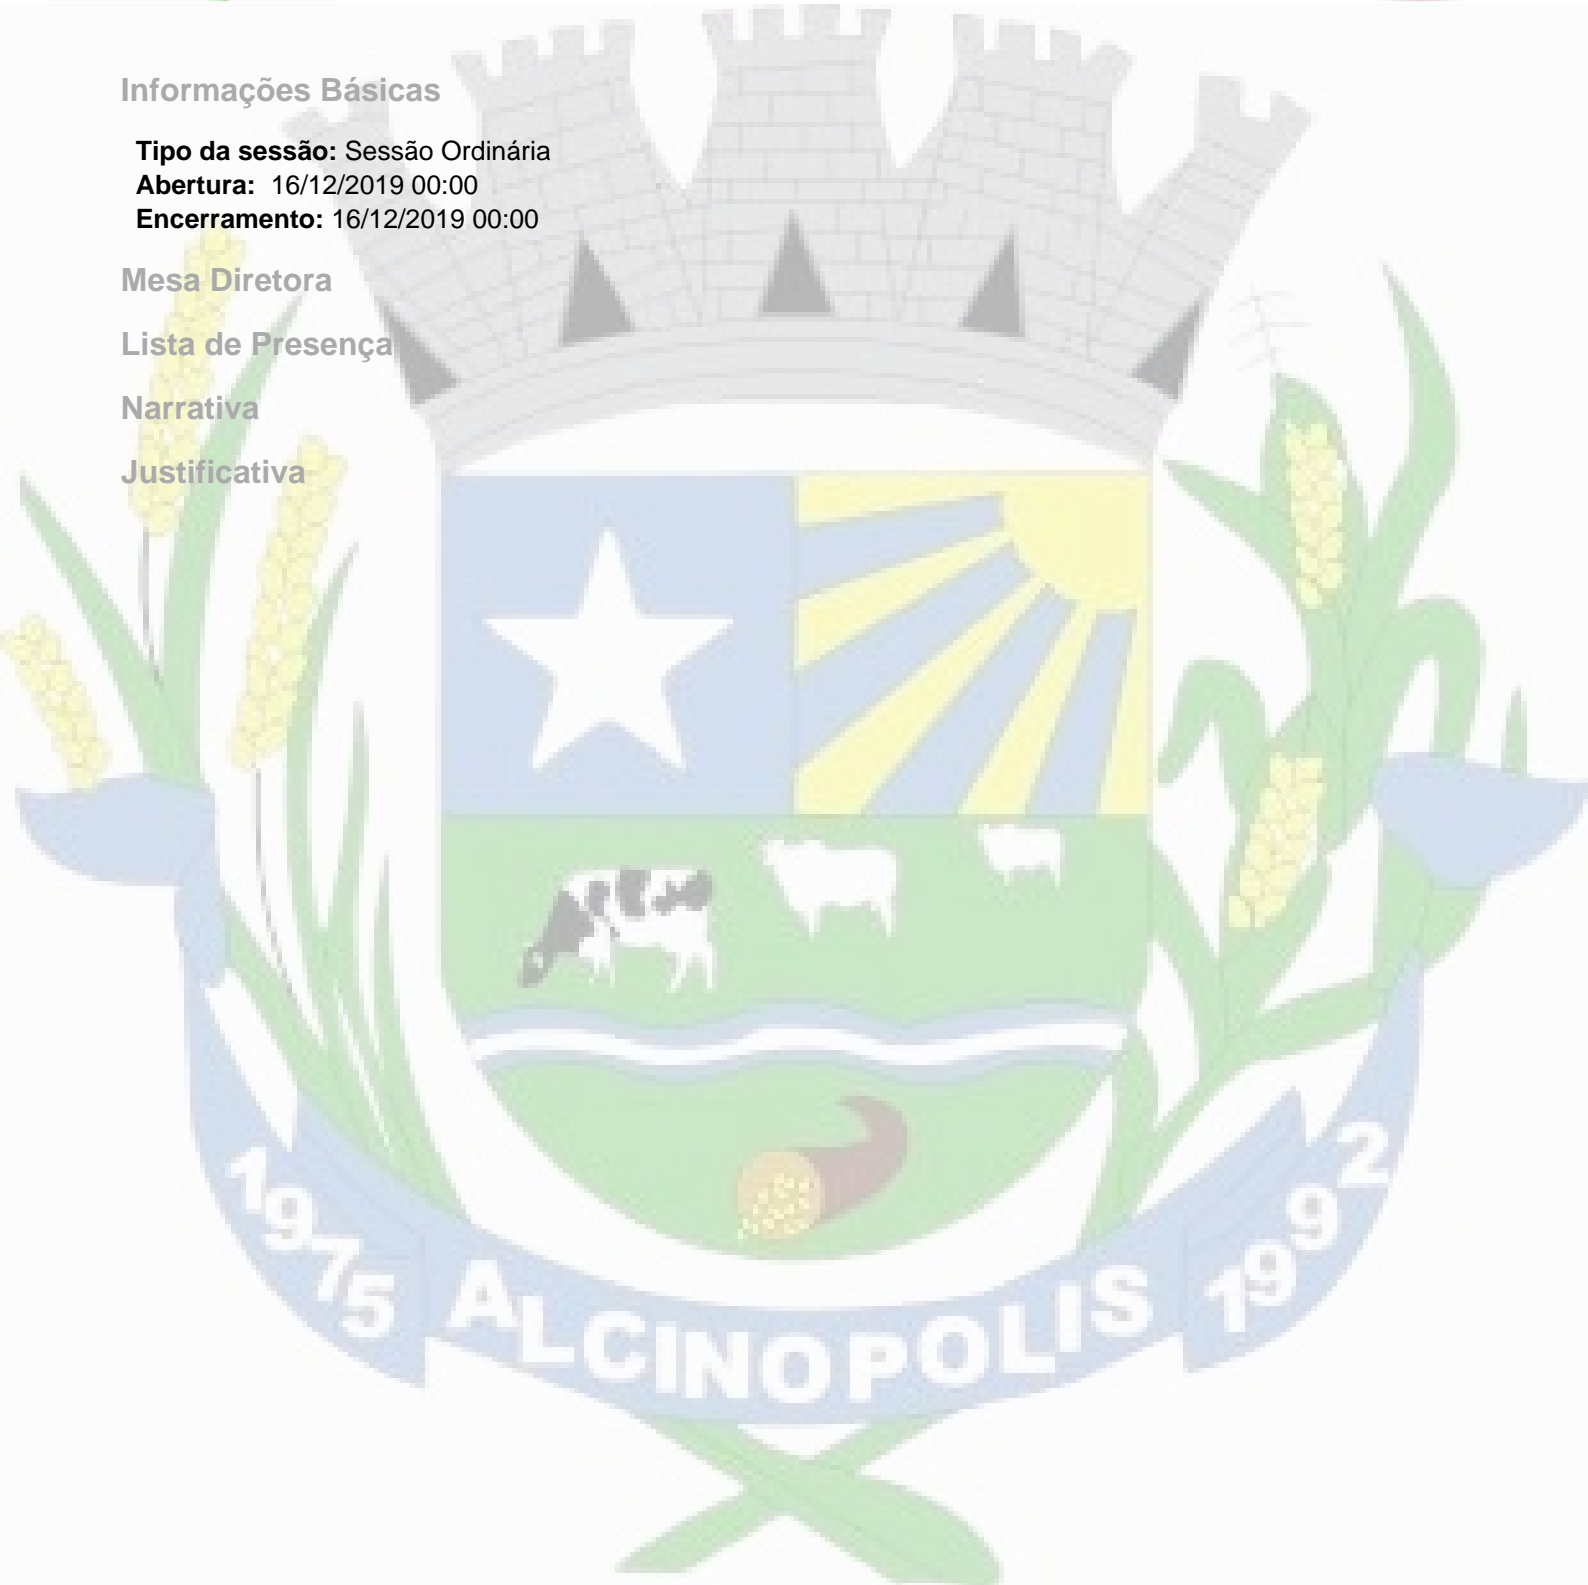 Informações Básicas
Tipo da sessão: Sessão Ordinária
Abertura: 16/12/2019 00:00
Encerramento: 16/12/2019 00:00
Mesa Diretora
Lista de Presença
Narrativa
Justificativa
1975 ALCINOPOLIS 1992